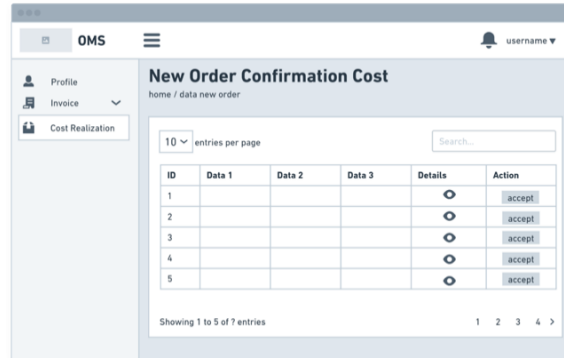 OMS
username
Profile
Invoice
Cost Realization
New Order Confirmation Cost
home / data new order
10 entries per page
Search...
ID Data 1 Data 2 Data 3 Details Action
1 accept
2 accept
3 accept
4 accept
5 accept
Showing 1 to 5 of ? entries
1 2 3 4 >